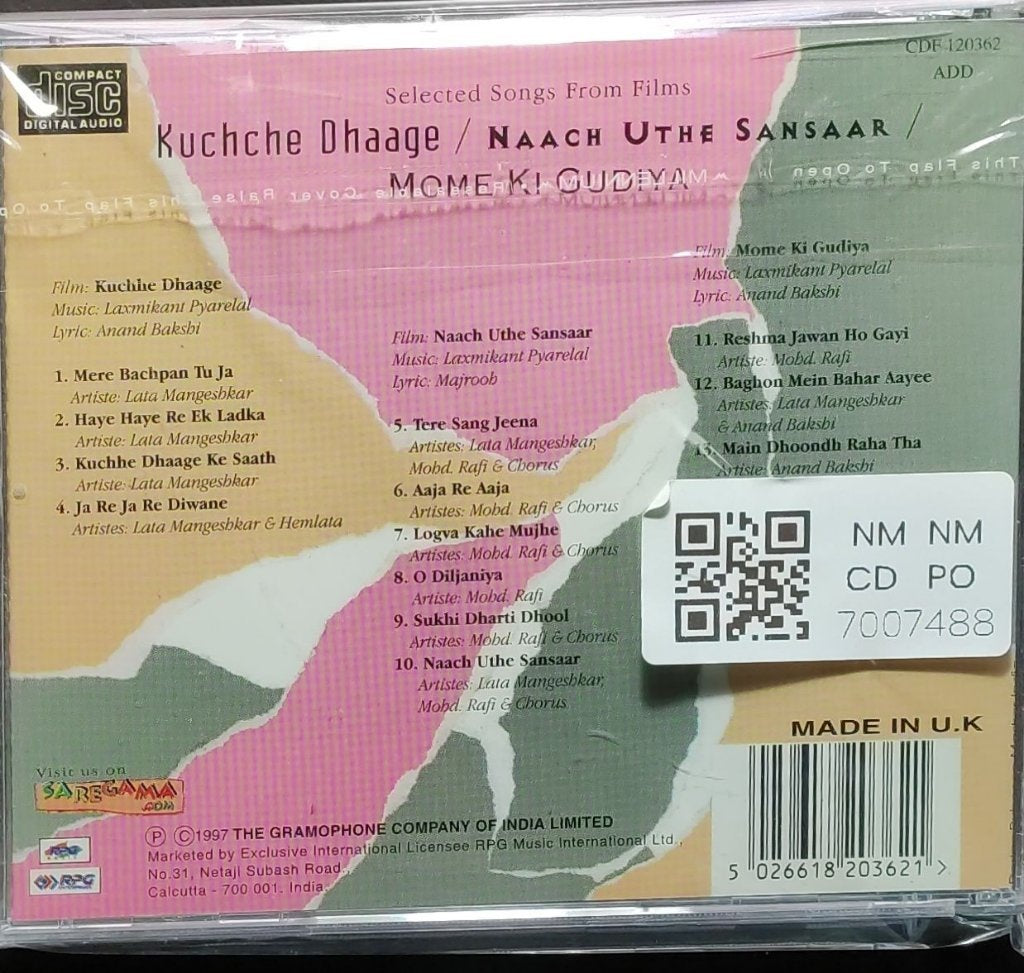 COMPACT
disc
DIGITAL AUDIO
CDF 120362
ADD
Selected Songs From Films
Kuchche Dhaage / NAACH UTHE SANSAAR /
MOME KI GUDIYA
Film: Kuchhe Dhaage
Music: Laxmikant Pyarelal
Lyric: Anand Bakshi
1. Mere Bachpan Tu Ja
Artiste: Lata Mangeshkar
2. Haye Haye Re Ek Ladka
Artiste: Lata Mangeshkar
3. Kuchhe Dhaage Ke Saath
Artiste: Lata Mangeshkar
4. Ja Re Ja Re Diwane
Artistes: Lata Mangeshkar & Hemlata
Film: Naach Uthe Sansaar
Music: Laxmikant Pyarelal
Lyric: Majroob
5. Tere Sang Jeena
Artistes: Lata Mangeshkar,
Mohd. Rafi & Chorus
6. Aaja Re Aaja
Artistes: Mohd. Rafi & Chorus
7. Logva Kahe Mujhe
Artistes: Mohd. Rafi & Chorus
8. O Diljaniya
Artiste: Mohd. Rafi
9. Sukhi Dharti Dhool
Artistes: Mohd. Rafi & Chorus
10. Naach Uthe Sansaar
Artistes: Lata Mangeshkar,
Mohd. Rafi & Chorus
Film: Mome Ki Gudiya
Music: Laxmikant Pyarelal
Lyric: Anand Bakshi
11. Reshma Jawan Ho Gayi
Artiste: Mohd. Rafi
12. Baghon Mein Bahar Aayee
Artistes: Lata Mangeshkar
& Anand Bakshi
13. Main Dhoondh Raha Tha
Artiste: Anand Bakshi
NM NM
CD PO
7007488
MADE IN U.K
5 026618 203621 >
Visit us on
SAREGAMA
.COM
RPG
Ⓟ ©1997 THE GRAMOPHONE COMPANY OF INDIA LIMITED
Marketed by Exclusive International Licensee RPG Music International Ltd.,
No.31, Netaji Subash Road.,
Calcutta - 700 001. India.